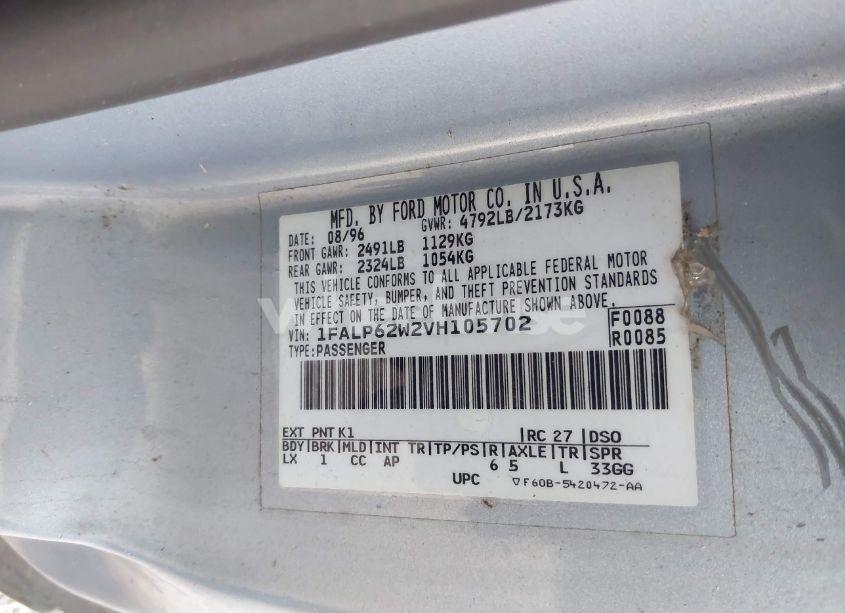 MFD. BY FORD MOTOR CO. IN U.S.A.
DATE: 08/96 GVWR: 4792LB/2173KG
FRONT GAWR: 2491LB 1129KG
REAR GAWR: 2324LB 1054KG
THIS VEHICLE CONFORMS TO ALL APPLICABLE FEDERAL MOTOR
VEHICLE SAFETY, BUMPER, AND THEFT PREVENTION STANDARDS
IN EFFECT ON THE DATE OF MANUFACTURE SHOWN ABOVE.
VIN: 1FALP62W2VH105702 F0088
TYPE: PASSENGER R0085
EXT PNT K1 RC 27 DSO
BDY BRK MLD INT TR TP/PS R AXLE TR SPR
LX 1 CC AP 6 5 L 33GG
UPC ▽F60B-5420472-AA